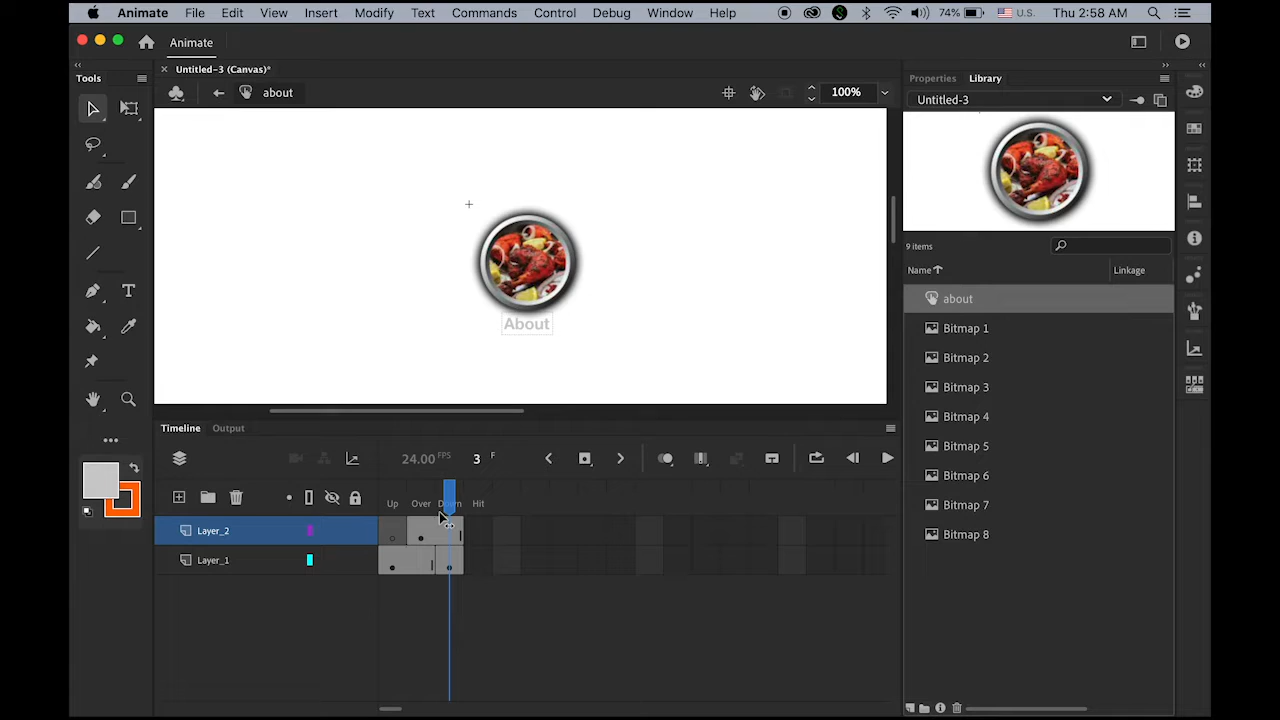 Animate File Edit View Insert Modify Text Commands Control Debug Window Help 74% U.S. Thu 2:58 AM
Animate
Tools
Untitled-3 (Canvas)*
Properties Library
about
100%
Untitled-3
About
9 items
Name Linkage
about
Bitmap 1
Bitmap 2
Bitmap 3
Bitmap 4
Bitmap 5
Bitmap 6
Bitmap 7
Bitmap 8
Timeline Output
24.00 FPS 3 F
Up Over Down Hit
Layer_2
Layer_1